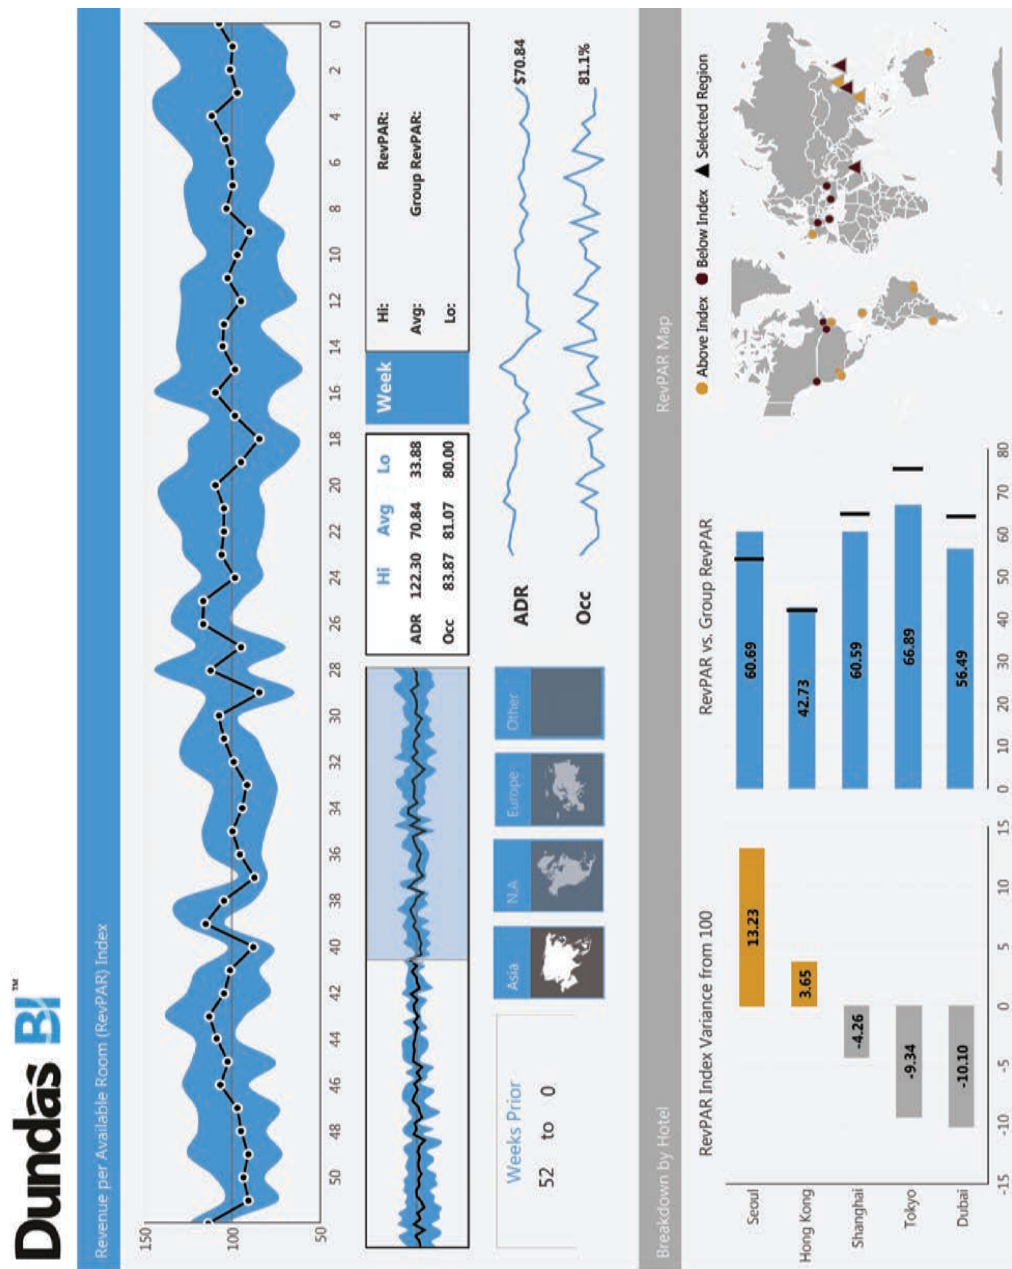 Dundas BI™
Revenue per Available Room (RevPAR) Index
150
100
50
50 48 46 44 42 40 38 36 34 32 30 28 26 24 22 20 18 16 14 12 10 8 6 4 2 0
Hi Avg Lo
ADR 122.30 70.84 33.88
Occ 83.87 81.07 80.00
Week
Hi: RevPAR:
Avg: Group RevPAR:
Lo:
Weeks Prior
52 to 0
Asia
N.A
Europe
Other
ADR $70.84
Occ 81.1%
Breakdown by Hotel
RevPAR Map
RevPAR Index Variance from 100
Seoul 13.23
Hong Kong 3.65
Shanghai -4.26
Tokyo -9.34
Dubai -10.10
-15 -10 -5 0 5 10 15
RevPAR vs. Group RevPAR
60.69
42.73
60.59
66.89
56.49
0 10 20 30 40 50 60 70 80
Above Index Below Index Selected Region